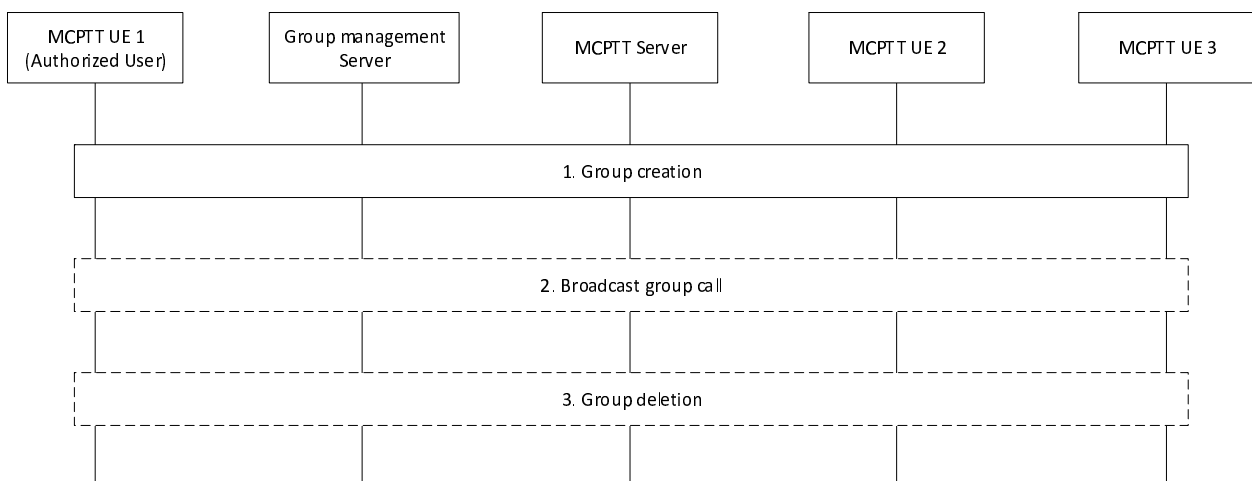 MCPTT UE 1
(Authorized User)
Group management
Server
MCPTT Server
MCPTT UE 2
MCPTT UE 3
1. Group creation
2. Broadcast group call
3. Group deletion